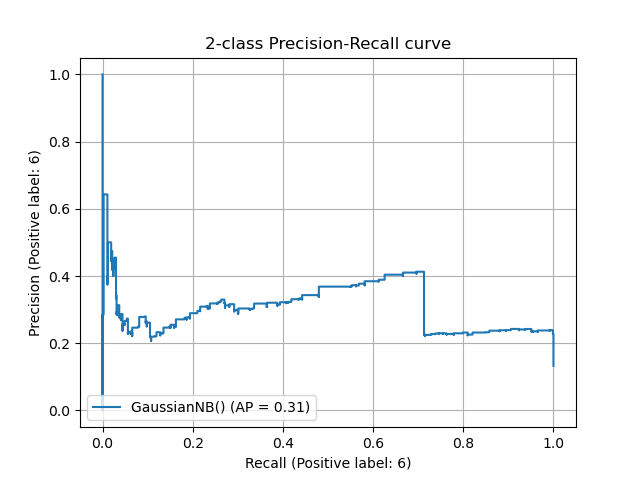 2-class Precision-Recall curve
Precision (Positive label: 6)
1.0
0.8
0.6
0.4
0.2
0.0
GaussianNB() (AP = 0.31)
0.0 0.2 0.4 0.6 0.8 1.0
Recall (Positive label: 6)